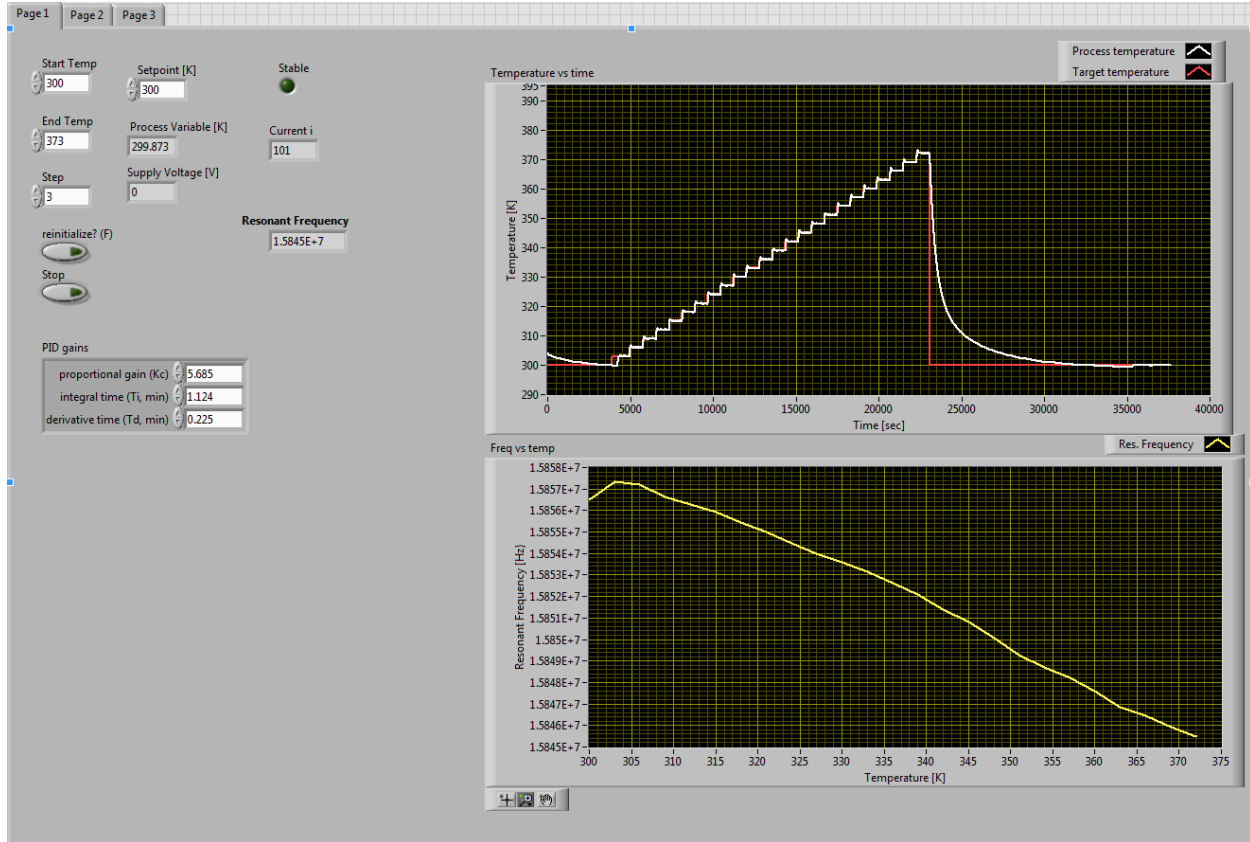 Page 1
Page 2
Page 3
Start Temp
300
Setpoint [K]
300
Stable
End Temp
373
Process Variable [K]
299.873
Current i
101
Step
3
Supply Voltage [V]
0
Resonant Frequency
1.5845E+7
reinitialize? (F)
Stop
PID gains
proportional gain (Kc) 5.685
integral time (Ti, min) 1.124
derivative time (Td, min) 0.225
Process temperature
Target temperature
Temperature vs time
395
390
380
370
360
350
340
330
320
310
300
290
Temperature [K]
0 5000 10000 15000 20000 25000 30000 35000 40000
Time [sec]
Freq vs temp
Res. Frequency
1.5858E+7
1.5857E+7
1.5856E+7
1.5855E+7
1.5854E+7
1.5853E+7
1.5852E+7
1.5851E+7
1.585E+7
1.5849E+7
1.5848E+7
1.5847E+7
1.5846E+7
1.5845E+7
Resonant Frequency [Hz]
300 305 310 315 320 325 330 335 340 345 350 355 360 365 370 375
Temperature [K]